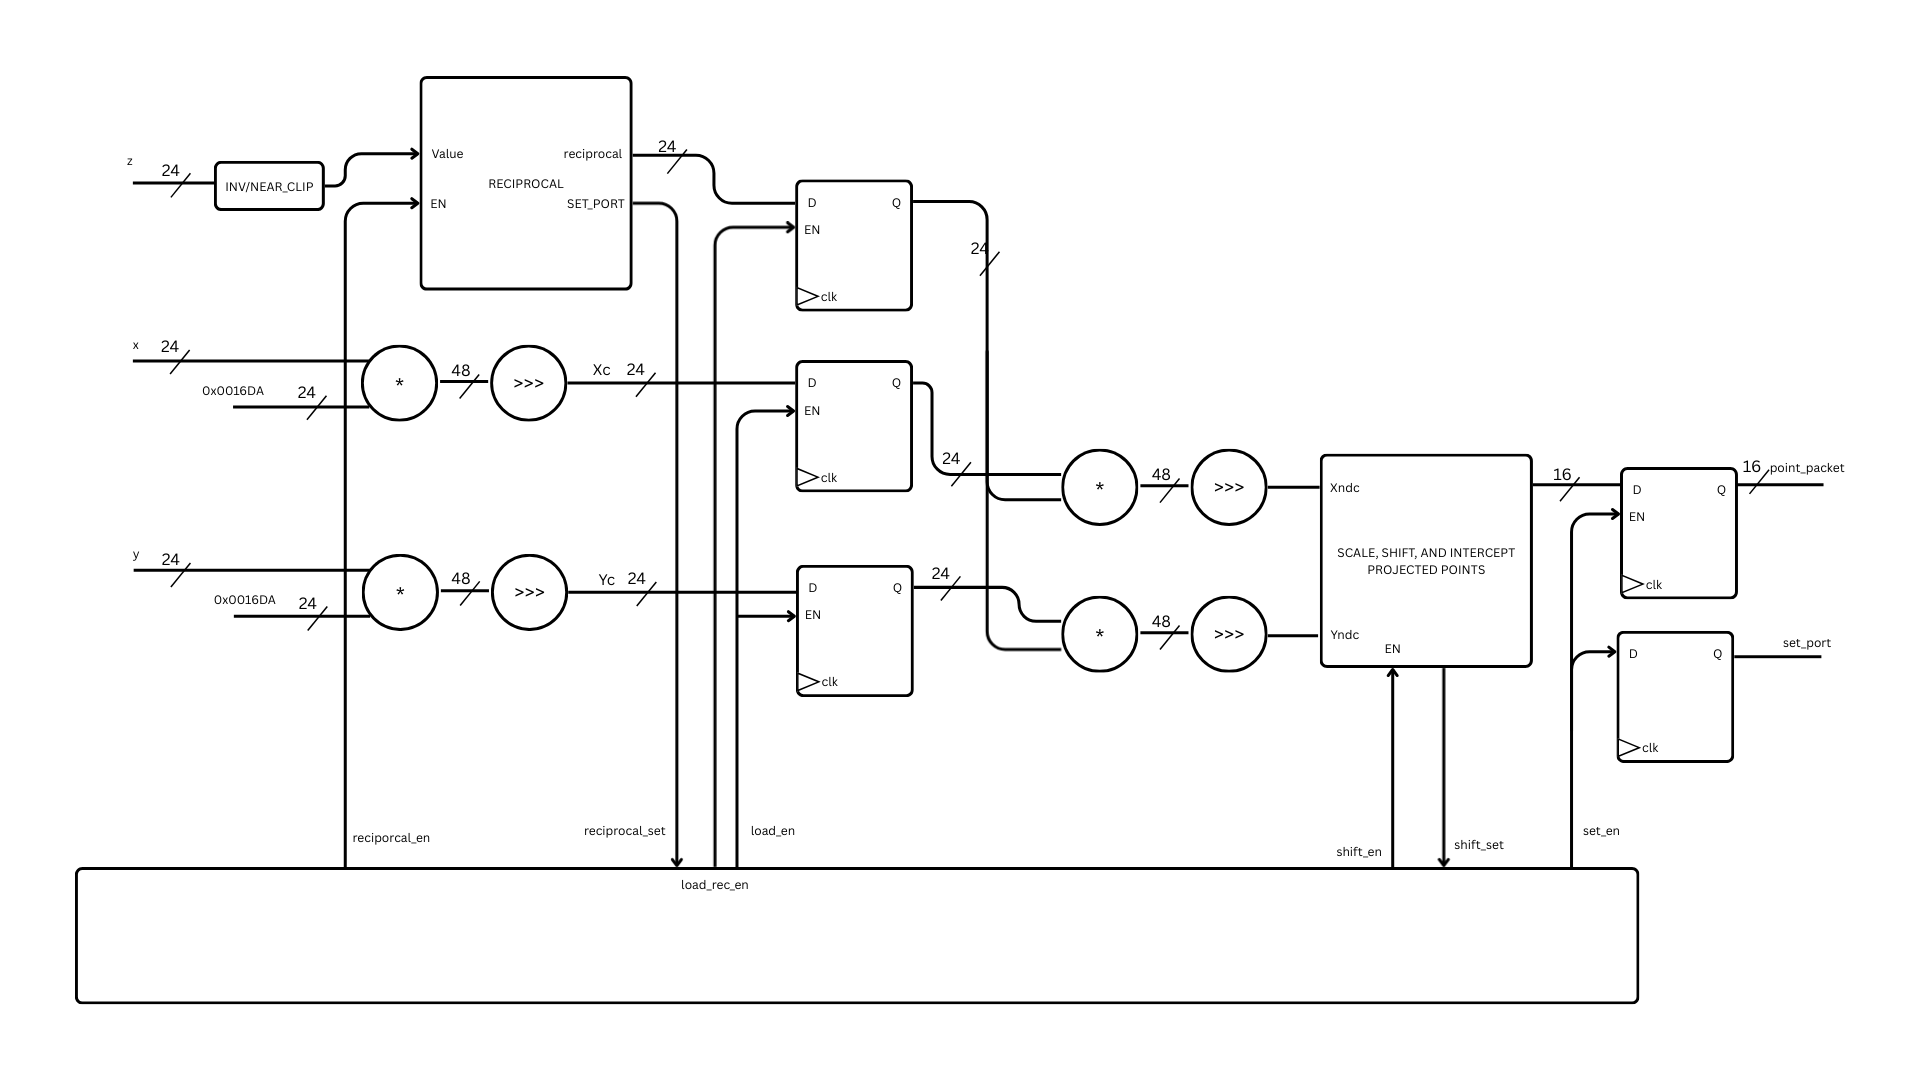 z
24
INV/NEAR_CLIP
Value
reciprocal
RECIPROCAL
EN
SET_PORT
24
D
Q
EN
clk
24
x
24
0x0016DA
24
*
48
>>>
Xc
24
D
Q
EN
clk
24
y
24
0x0016DA
24
*
48
>>>
Yc
24
D
Q
EN
clk
24
*
48
>>>
*
48
>>>
Xndc
SCALE, SHIFT, AND INTERCEPT
PROJECTED POINTS
Yndc
EN
16
D
Q
EN
clk
16
point_packet
D
Q
clk
set_port
reciporcal_en
reciprocal_set
load_en
shift_en
shift_set
set_en
load_rec_en